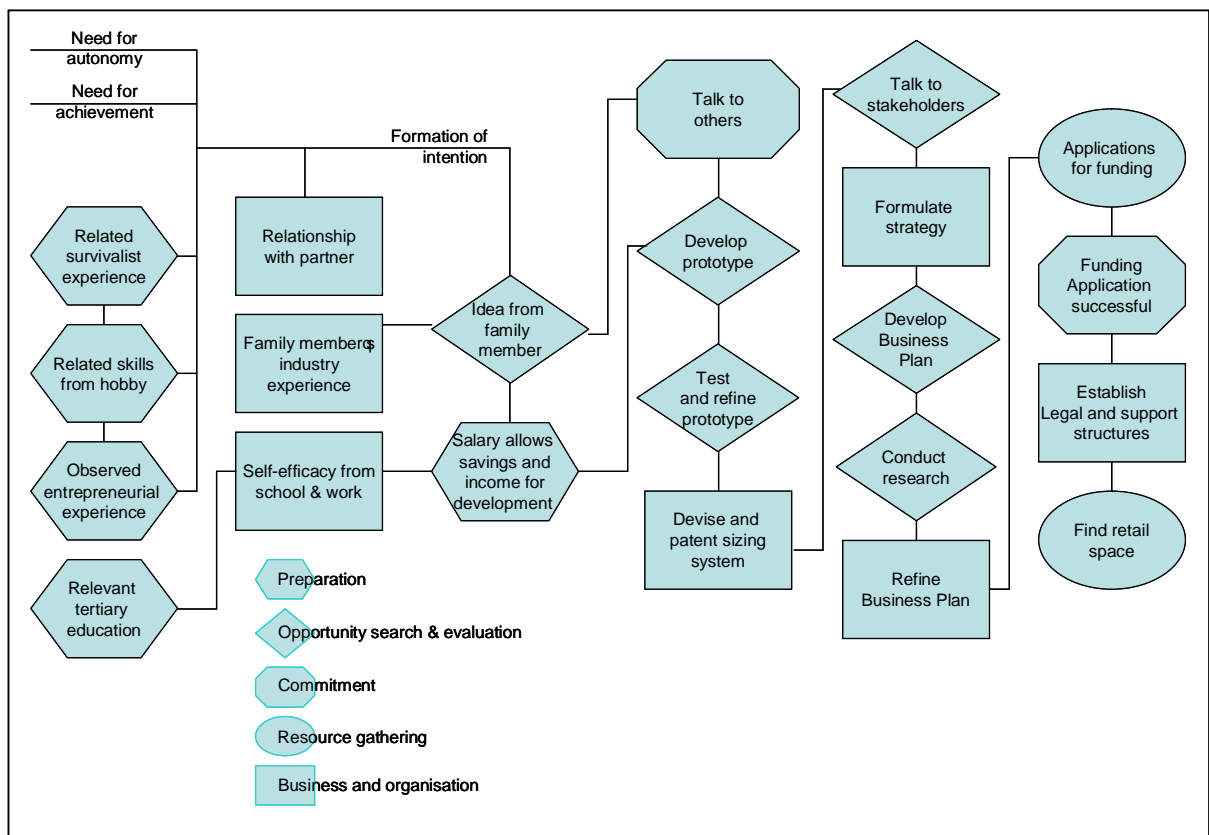 Need for
autonomy
Need for
achievement
Formation of
intention
Related
survivalist
experience
Related skills
from hobby
Observed
entrepreneurial
experience
Relevant
tertiary
education
Relationship
with partner
Family members$
industry
experience
Self-efficacy from
school & work
Idea from
family
member
Salary allows
savings and
income for
development
Talk to
others
Develop
prototype
Test
and refine
prototype
Devise and
patent sizing
system
Talk to
stakeholders
Formulate
strategy
Develop
Business
Plan
Conduct
research
Refine
Business Plan
Applications
for funding
Funding
Application
successful
Establish
Legal and support
structures
Find retail
space
Preparation
Opportunity search & evaluation
Commitment
Resource gathering
Business and organisation